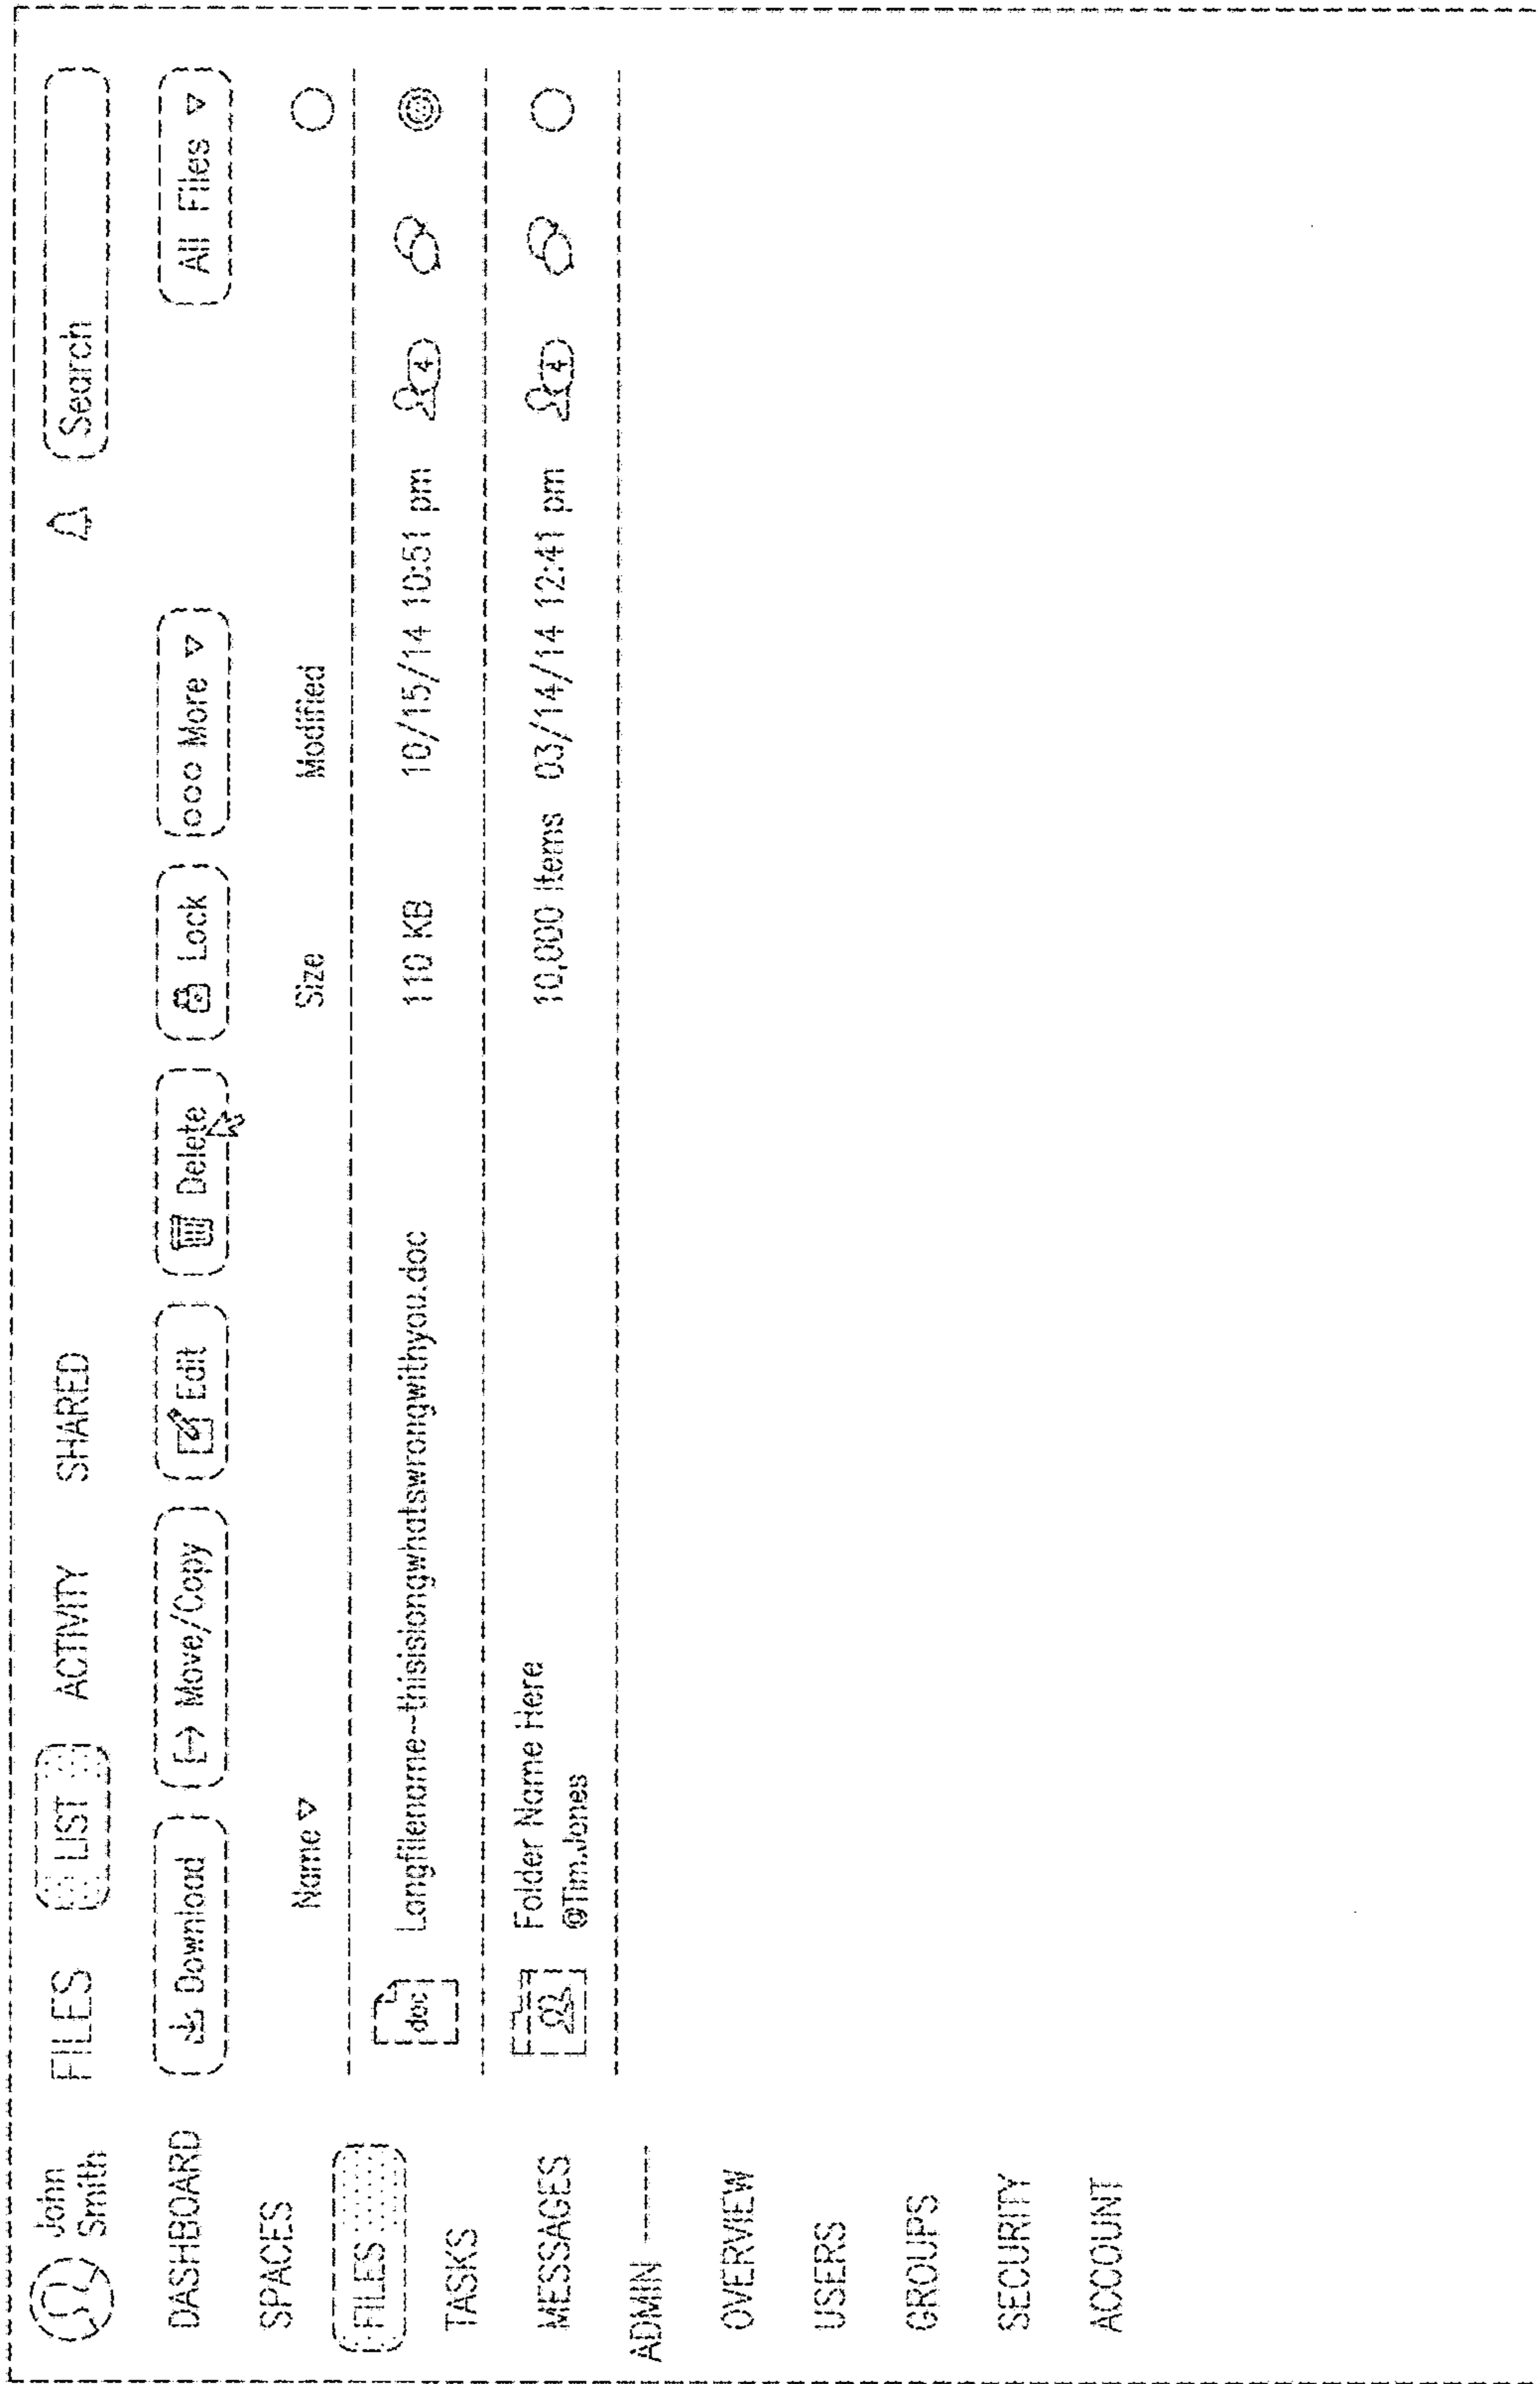 John
Smith
FILES
LIST
ACTIVITY
SHARED
Search
Download
Move/Copy
Edit
Delete
Lock
More
All Files
Name
Size
Modified
doc
Longfilename--thisislongwhatswrongwithyou.doc
110 KB
10/15/14 10:51 pm
4
Folder Name Here
@Tim.Jones
10,000 Items
03/14/14 12:41 pm
4
DASHBOARD
SPACES
FILES
TASKS
MESSAGES
ADMIN
OVERVIEW
USERS
GROUPS
SECURITY
ACCOUNT